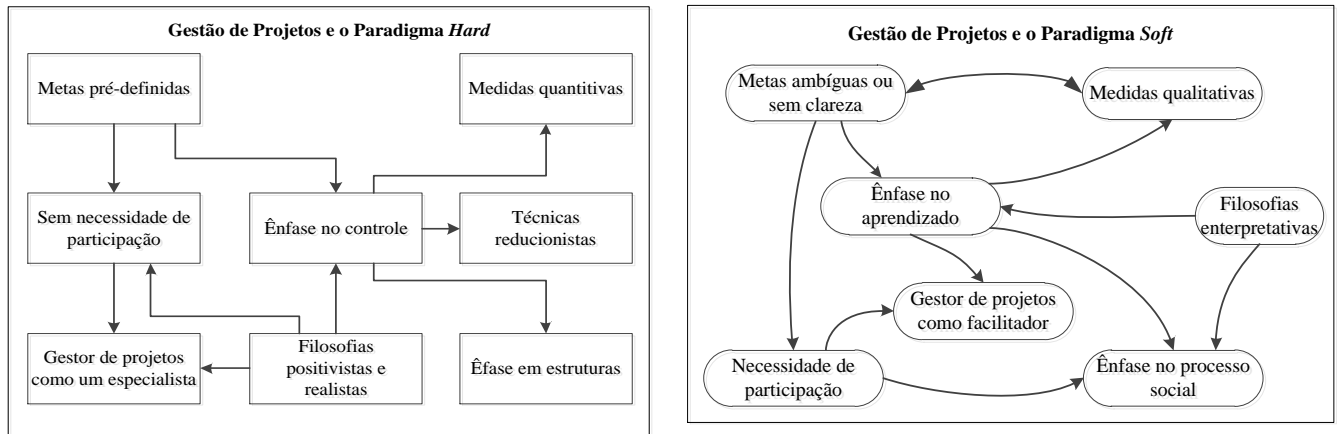 Gestão de Projetos e o Paradigma Hard
Metas pré-definidas
Medidas quantitivas
Sem necessidade de
participação
Ênfase no controle
Técnicas
reducionistas
Gestor de projetos
como um especialista
Filosofias
positivistas e
realistas
Êfase em estruturas
Gestão de Projetos e o Paradigma Soft
Metas ambíguas ou
sem clareza
Medidas qualitativas
Ênfase no
aprendizado
Filosofias
enterpretativas
Gestor de projetos
como facilitador
Necessidade de
participação
Ênfase no processo
social